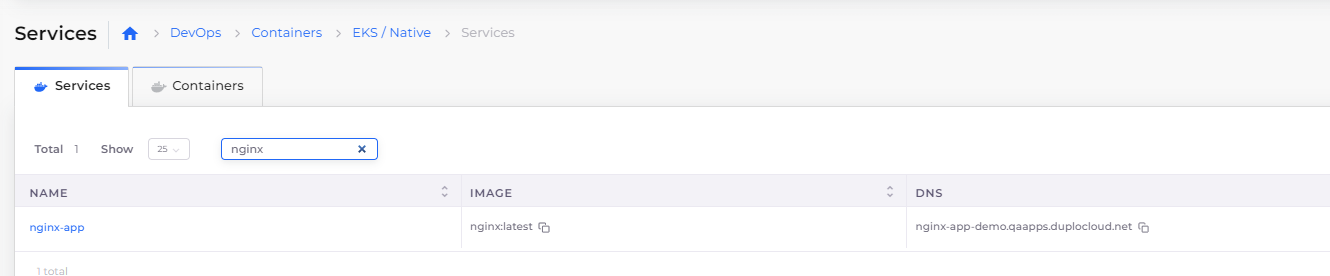 Services > DevOps > Containers > EKS / Native > Services
Services Containers
Total 1 Show 25 nginx
NAME IMAGE DNS
nginx-app nginx:latest nginx-app-demo.qaapps.duplocloud.net
1 total